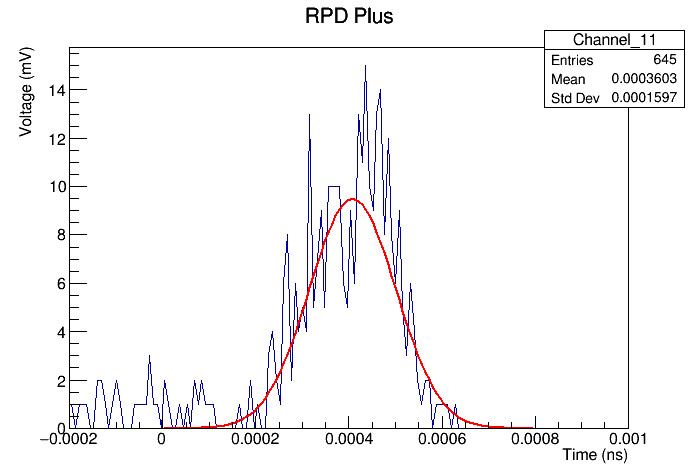 RPD Plus
Channel_11
Entries 645
Mean 0.0003603
Std Dev 0.0001597
Voltage (mV)
14
12
10
8
6
4
2
0
−0.0002 0 0.0002 0.0004 0.0006 0.0008 0.001
Time (ns)